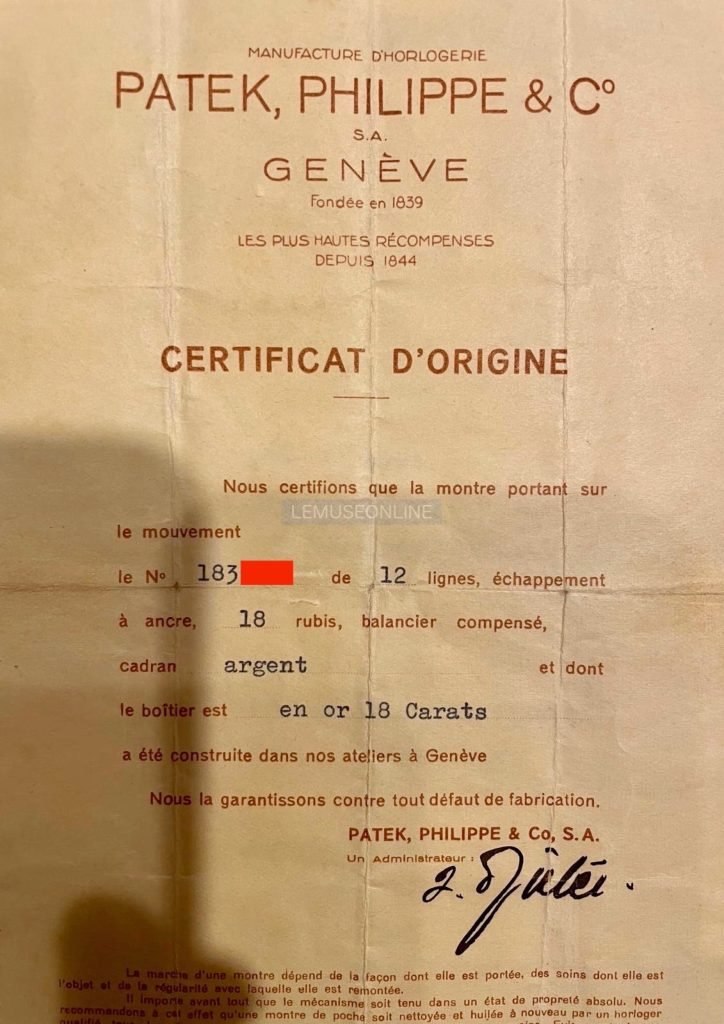 MANUFACTURE D'HORLOGERIE
PATEK, PHILIPPE & Cº
S.A.
GENÈVE
Fondée en 1839
LES PLUS HAUTES RÉCOMPENSES
DEPUIS 1844
CERTIFICAT D'ORIGINE
Nous certifions que la montre portant sur
LEMUSEONLINE
le mouvement
le Nº 183 de 12 lignes, échappement
à ancre, 18 rubis, balancier compensé,
cadran argent et dont
le boîtier est en or 18 Carats
a été construite dans nos ateliers à Genève
Nous la garantissons contre tout défaut de fabrication.
PATEK, PHILIPPE & Co, S.A.
Un Administrateur :
La marche d'une montre dépend de la façon dont elle est portée, des soins dont elle est
l'objet et de la régularité avec laquelle elle est remontée.
Il importe avant tout que le mécanisme soit tenu dans un état de propreté absolu. Nous
recommandons à cet effet qu'une montre de poche soit nettoyée et huilée à nouveau par un horloger